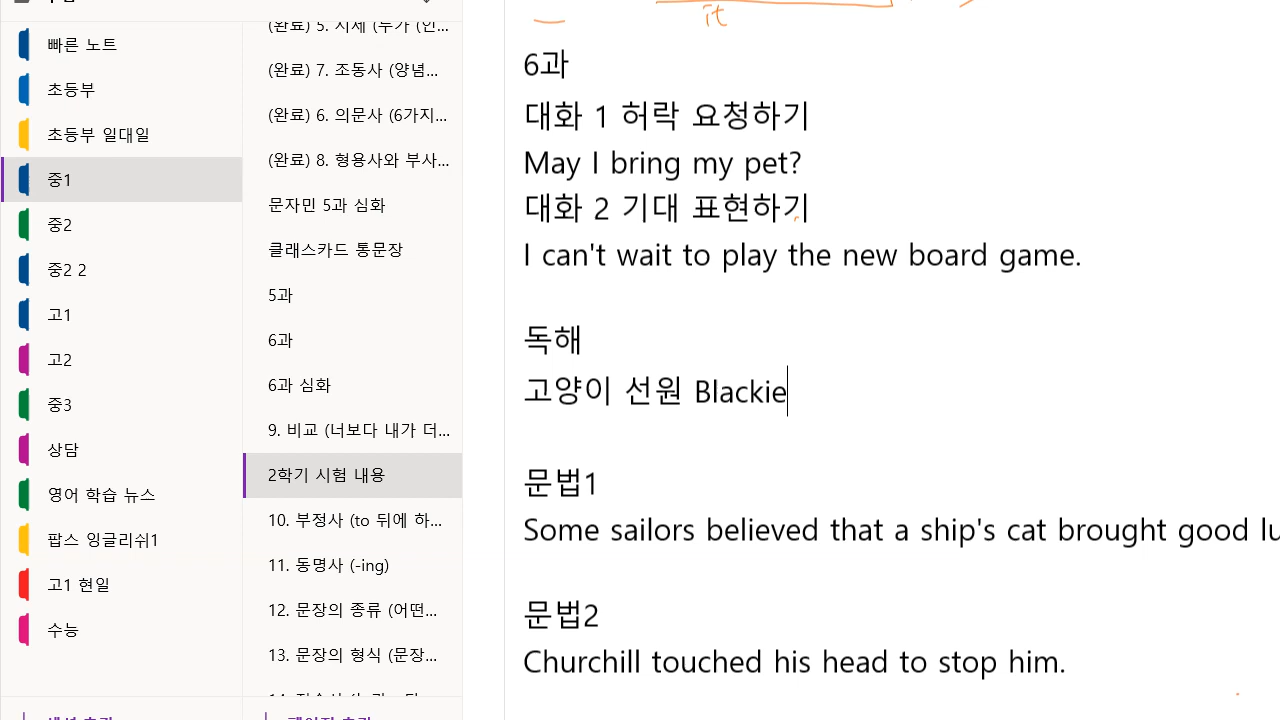 빠른 노트
초등부
초등부 일대일
중1
중2
중2 2
고1
고2
중3
상담
영어 학습 뉴스
팝스 잉글리쉬1
고1 현일
수능
(완료) 5. 시제 (누가 (인...
(완료) 7. 조동사 (양념...
(완료) 6. 의문사 (6가지...
(완료) 8. 형용사와 부사...
문자민 5과 심화
클래스카드 통문장
5과
6과
6과 심화
9. 비교 (너보다 내가 더...
2학기 시험 내용
10. 부정사 (to 뒤에 하...
11. 동명사 (-ing)
12. 문장의 종류 (어떤...
13. 문장의 형식 (문장...
it
6과
대화 1 허락 요청하기
May I bring my pet?
대화 2 기대 표현하기
I can't wait to play the new board game.
독해
고양이 선원 Blackie
문법1
Some sailors believed that a ship's cat brought good lu
문법2
Churchill touched his head to stop him.